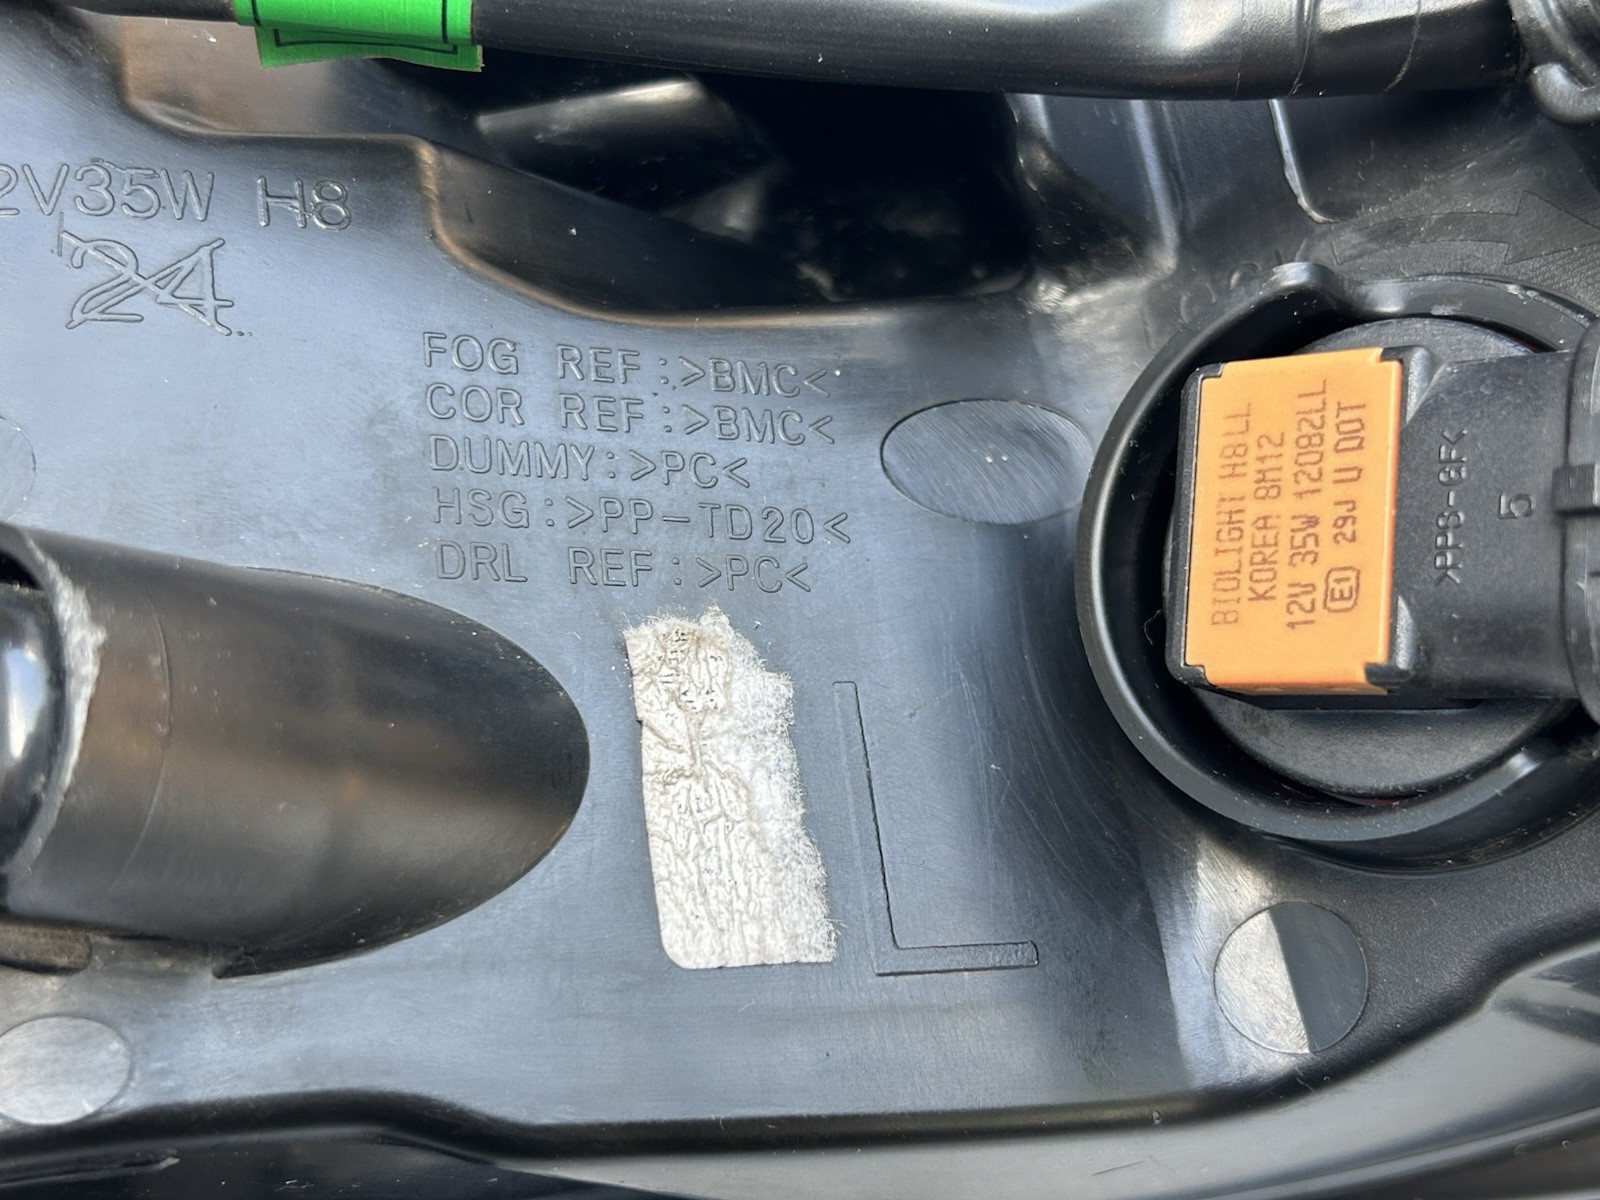 2V35W H8
24
FOG REF:>BMC<
COR REF:>BMC<
DUMMY:>PC<
HSG:>PP-TD20<
DRL REF:>PC<
L
BIOLIGHT H8LL
KOREA 8M12
12V 35W 12082LL
E1 29J U DOT
>PPS-GF<
5